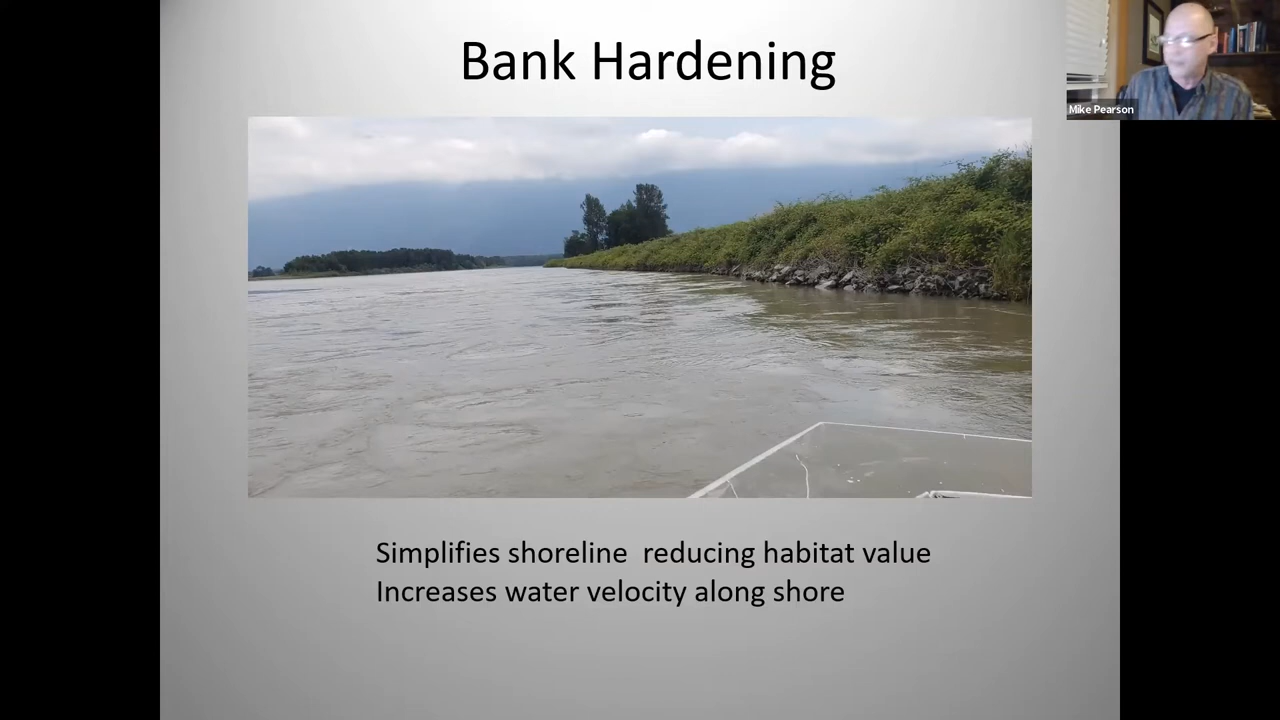 Bank Hardening
Mike Pearson
Simplifies shoreline  reducing habitat value
Increases water velocity along shore